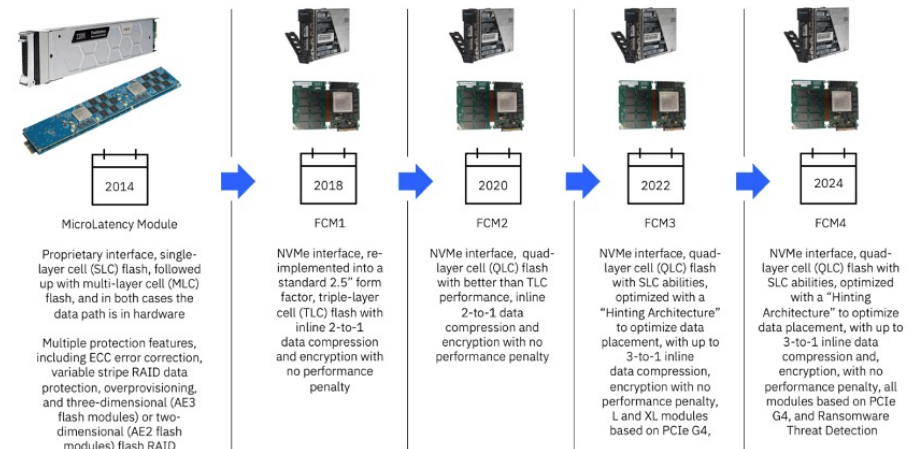 IBM
2014
MicroLatency Module
Proprietary interface, single-
layer cell (SLC) flash, followed
up with multi-layer cell (MLC)
flash, and in both cases the
data path is in hardware
Multiple protection features,
including ECC error correction,
variable stripe RAID data
protection, overprovisioning,
and three-dimensional (AE3
flash modules) or two-
dimensional (AE2 flash
modules) flash RAID
2018
FCM1
NVMe interface, re-
implemented into a
standard 2.5” form
factor, triple-layer
cell (TLC) flash with
inline 2-to-1
data compression
and encryption with
no performance
penalty
2020
FCM2
NVMe interface, quad-
layer cell (QLC) flash
with better than TLC
performance, inline
2-to-1 data
compression and
encryption with no
performance penalty
2022
FCM3
NVMe interface, quad-
layer cell (QLC) flash
with SLC abilities,
optimized with a
“Hinting Architecture”
to optimize data
placement, with up to
3-to-1 inline
data compression,
encryption with no
performance penalty,
L and XL modules
based on PCIe G4,
2024
FCM4
NVMe interface, quad-
layer cell (QLC) flash with
SLC abilities, optimized
with a “Hinting
Architecture” to optimize
data placement, with up to
3-to-1 inline data
compression and,
encryption, with no
performance penalty, all
modules based on PCIe
G4, and Ransomware
Threat Detection